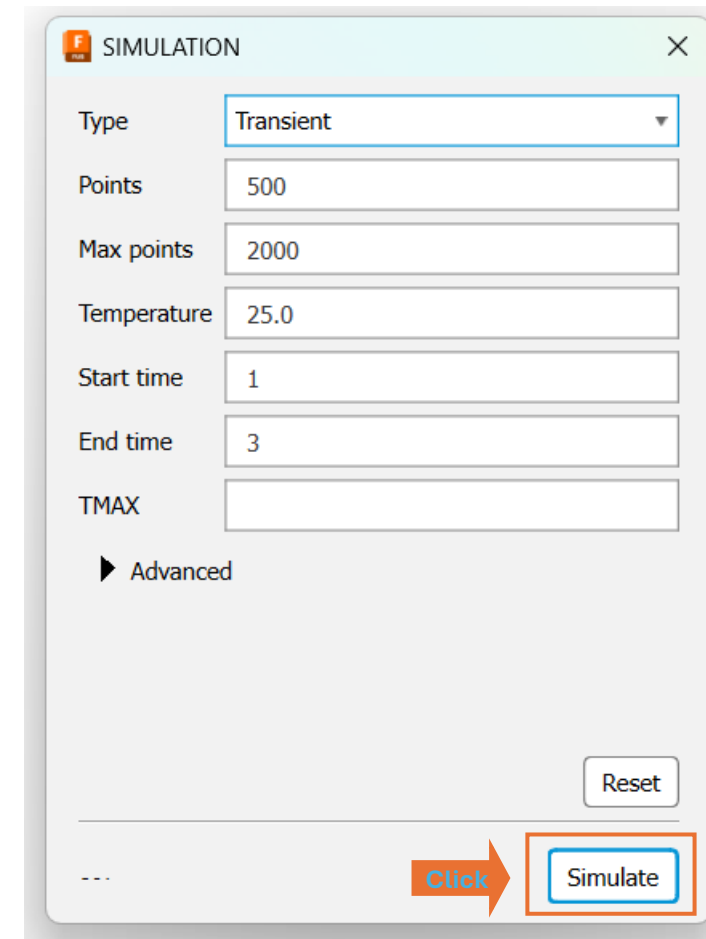 SIMULATION
Type Transient
Points 500
Max points 2000
Temperature 25.0
Start time 1
End time 3
TMAX
Advanced
Reset
Click Simulate